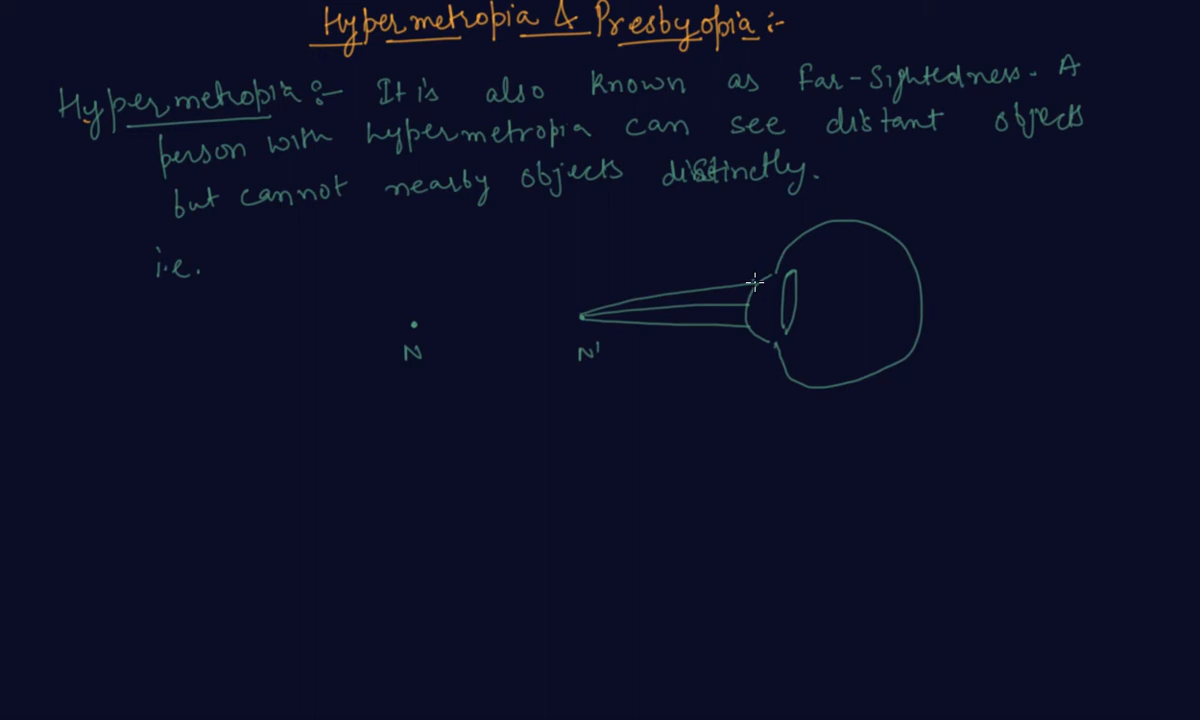 Hypermetropia & Presbyopia :-
Hypermetropia :- It is also known as Far-Sightedness. A
person with hypermetropia can see distant objects
but cannot nearby objects distinctly.
i.e.
N
N'